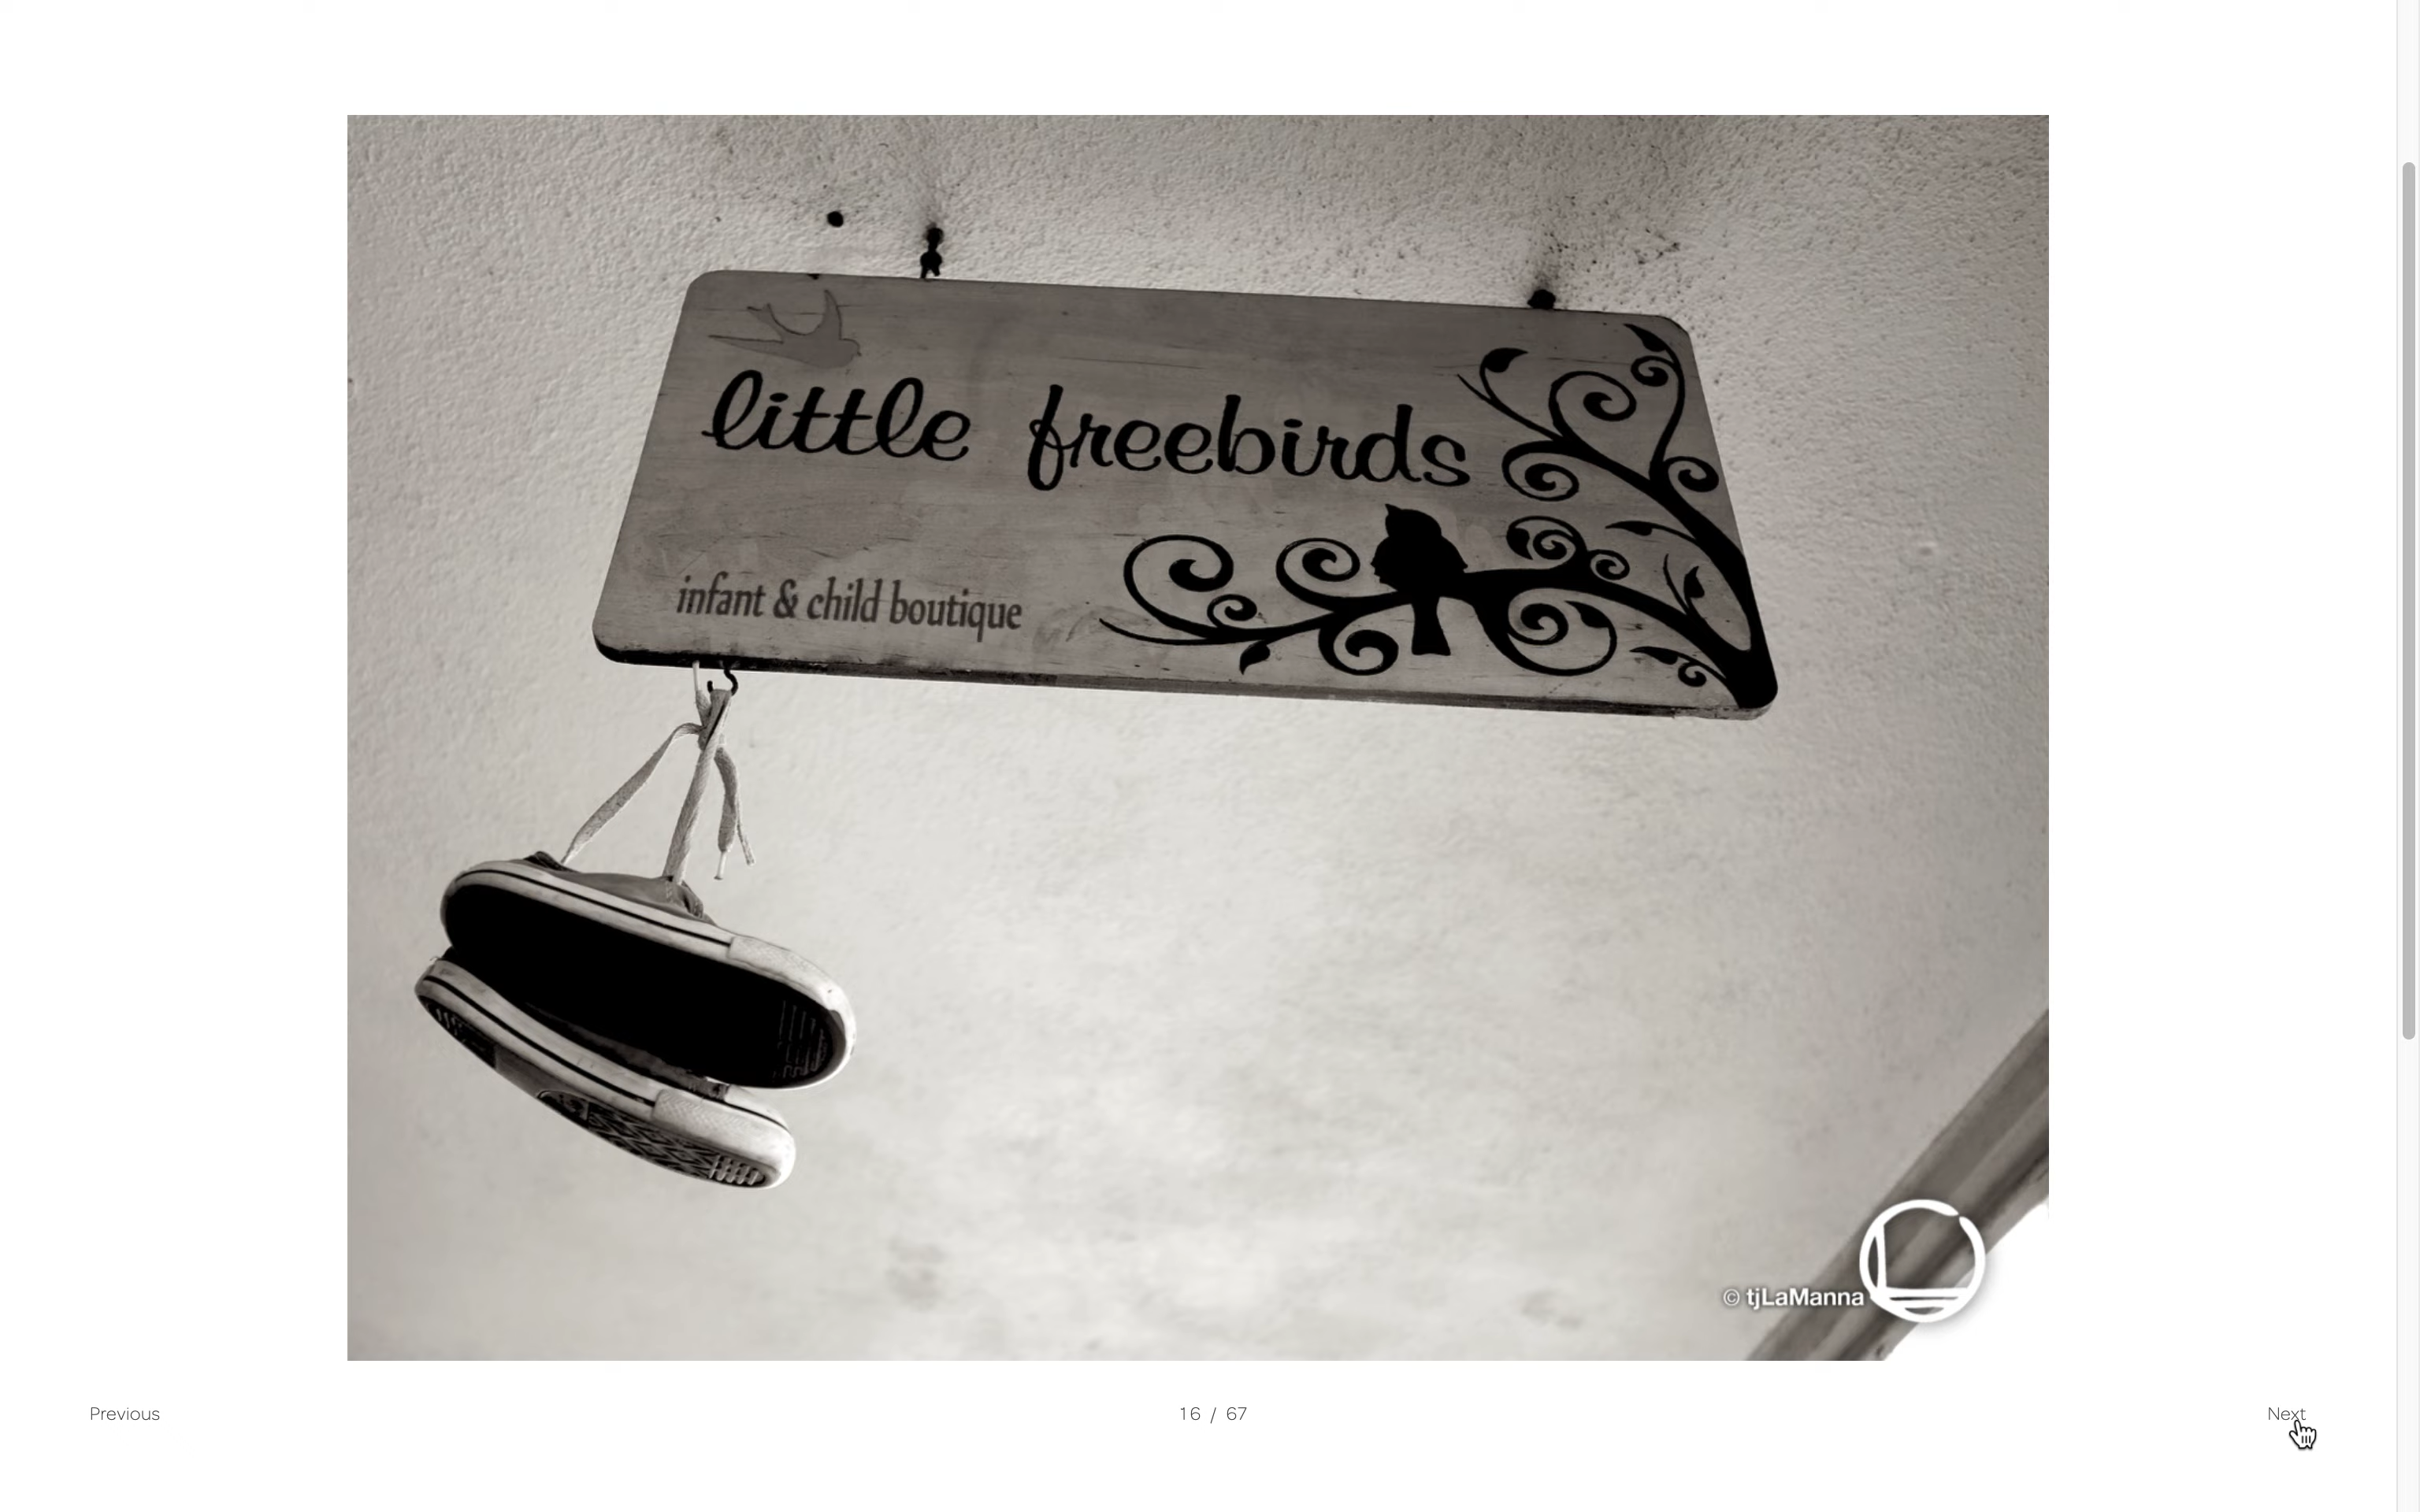 little freebirds
infant & child boutique
© tjLaManna
Previous
16 / 67
Next